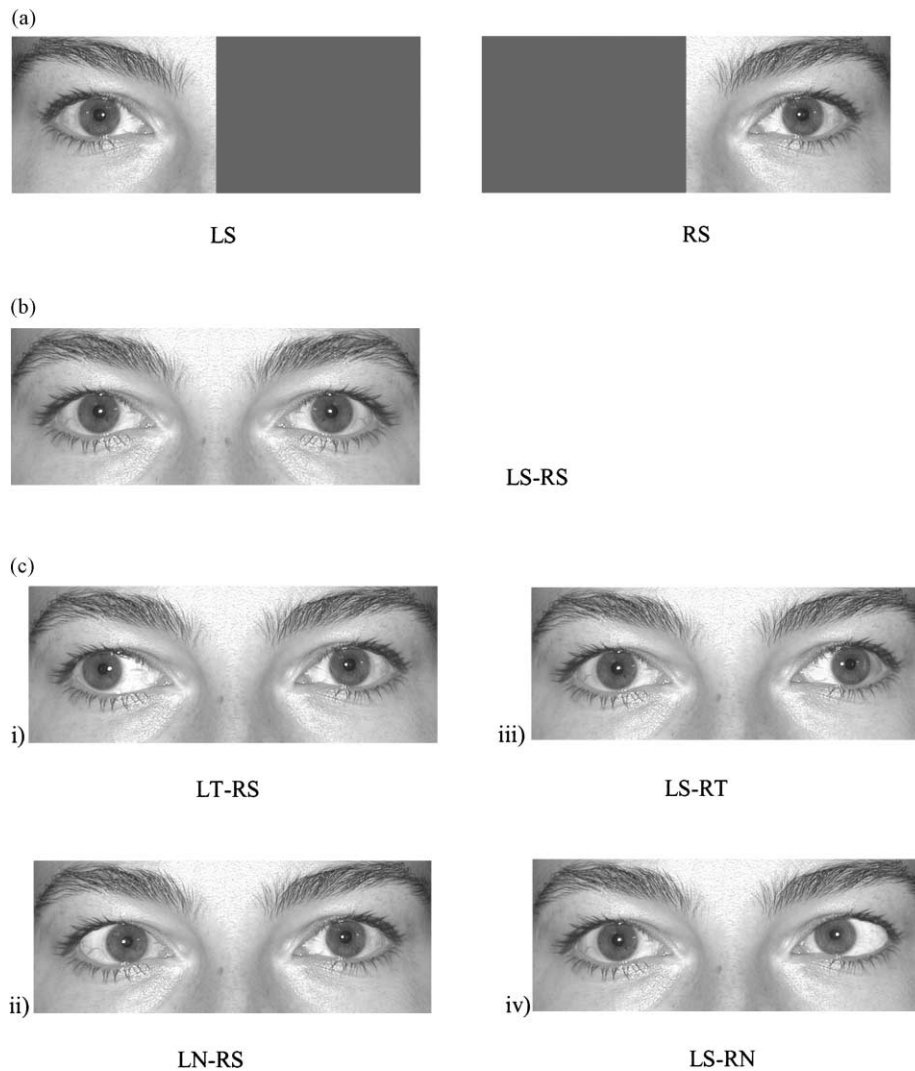 (a)
LS RS
(b)
LS-RS
(c)
i) iii)
LT-RS LS-RT
ii) iv)
LN-RS LS-RN